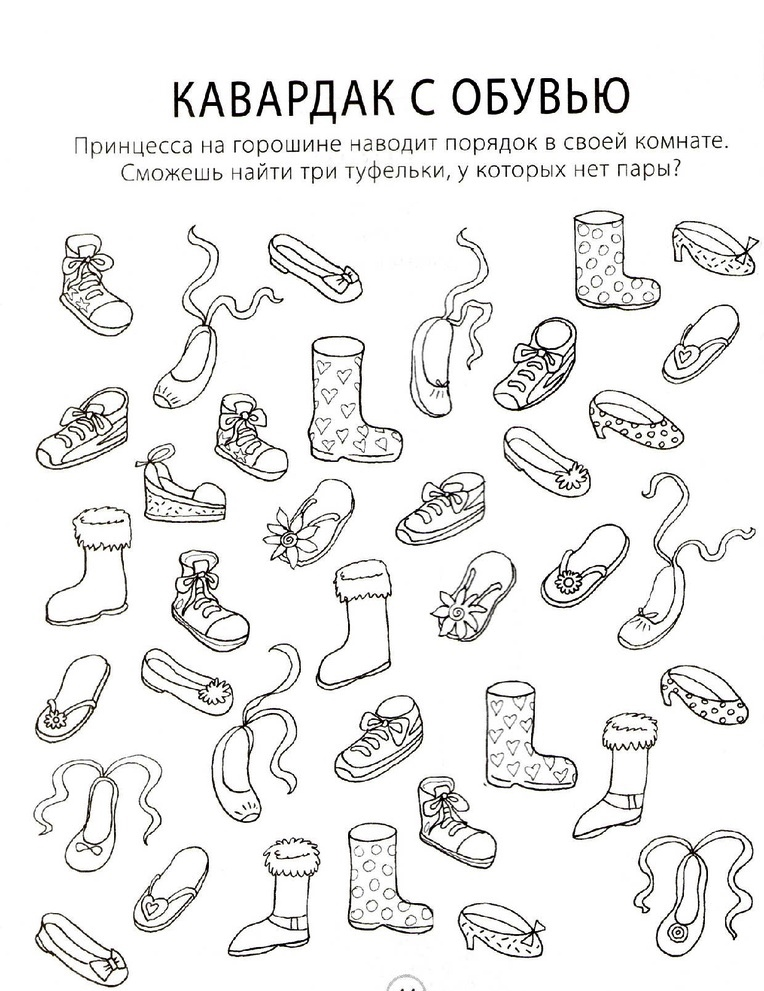 КАВАРДАК С ОБУВЬЮ
Принцесса на горошине наводит порядок в своей комнате.
Сможешь найти три туфельки, у которых нет пары?